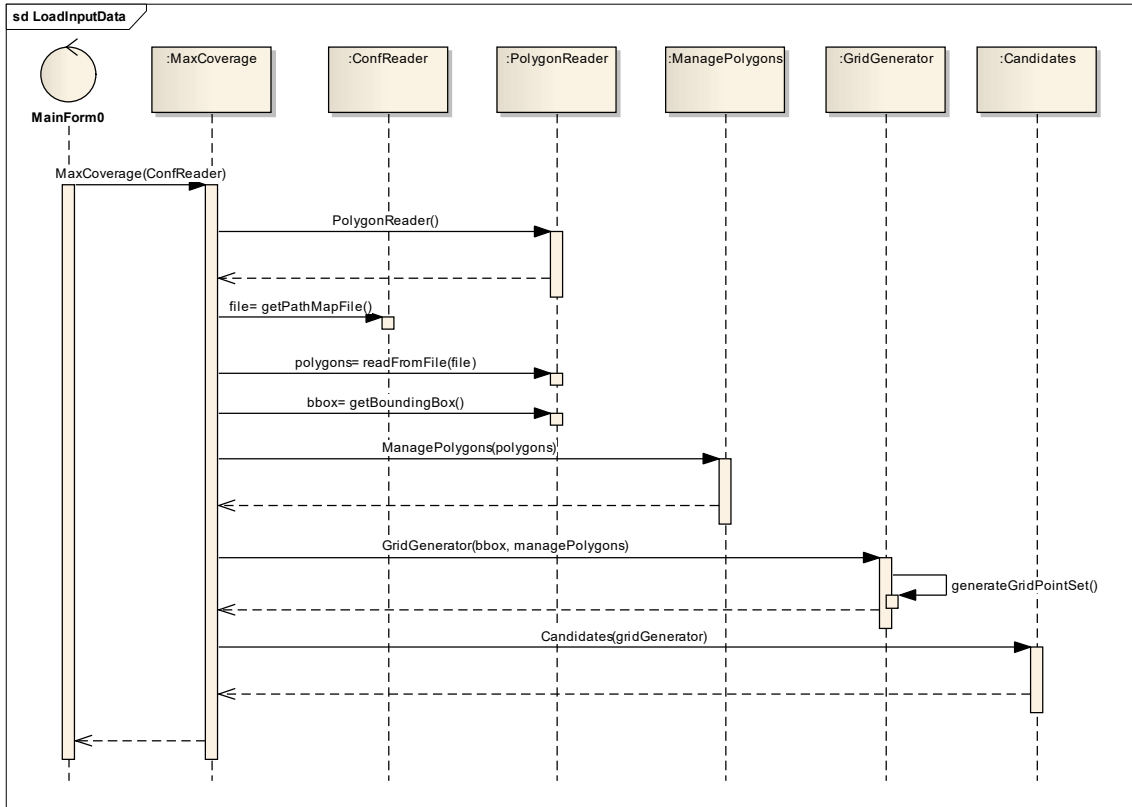 sd LoadInputData
:MaxCoverage
:ConfReader
:PolygonReader
:ManagePolygons
:GridGenerator
:Candidates
MainForm0
MaxCoverage(ConfReader)
PolygonReader()
file= getPathMapFile()
polygons= readFromFile(file)
bbox= getBoundingBox()
ManagePolygons(polygons)
GridGenerator(bbox, managePolygons)
generateGridPointSet()
Candidates(gridGenerator)